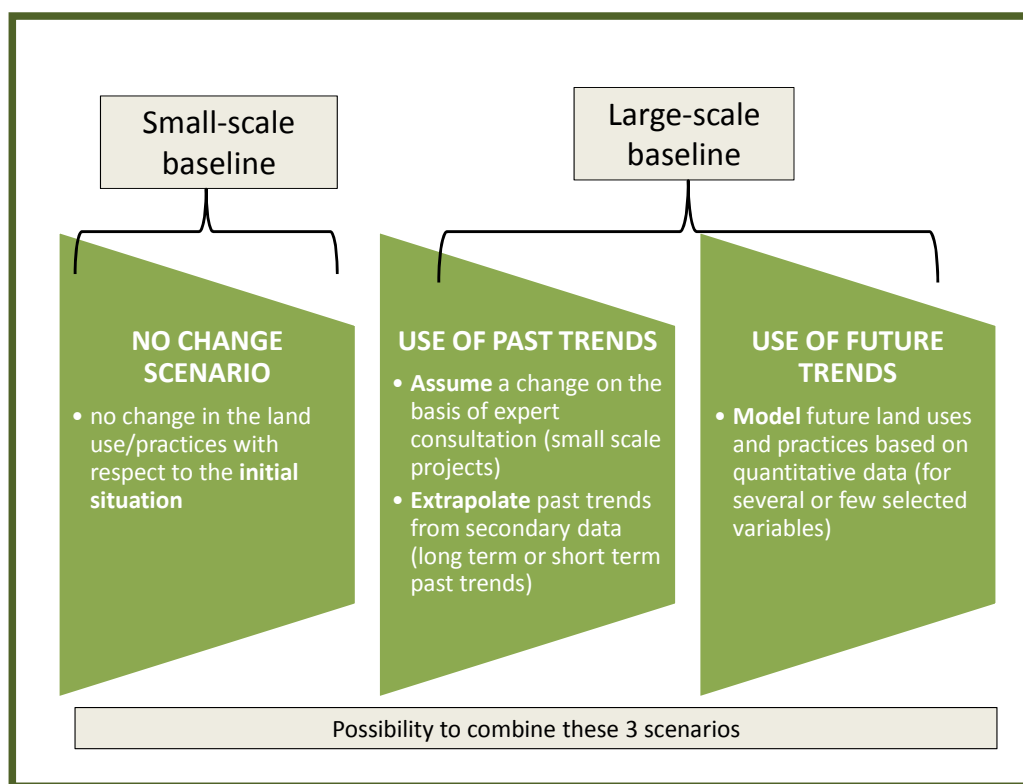 Small-scale
baseline
Large-scale
baseline
NO CHANGE
SCENARIO
• no change in the land
use/practices with
respect to the initial
situation
USE OF PAST TRENDS
• Assume a change on the
basis of expert
consultation (small scale
projects)
• Extrapolate past trends
from secondary data
(long term or short term
past trends)
USE OF FUTURE
TRENDS
• Model future land uses
and practices based on
quantitative data (for
several or few selected
variables)
Possibility to combine these 3 scenarios